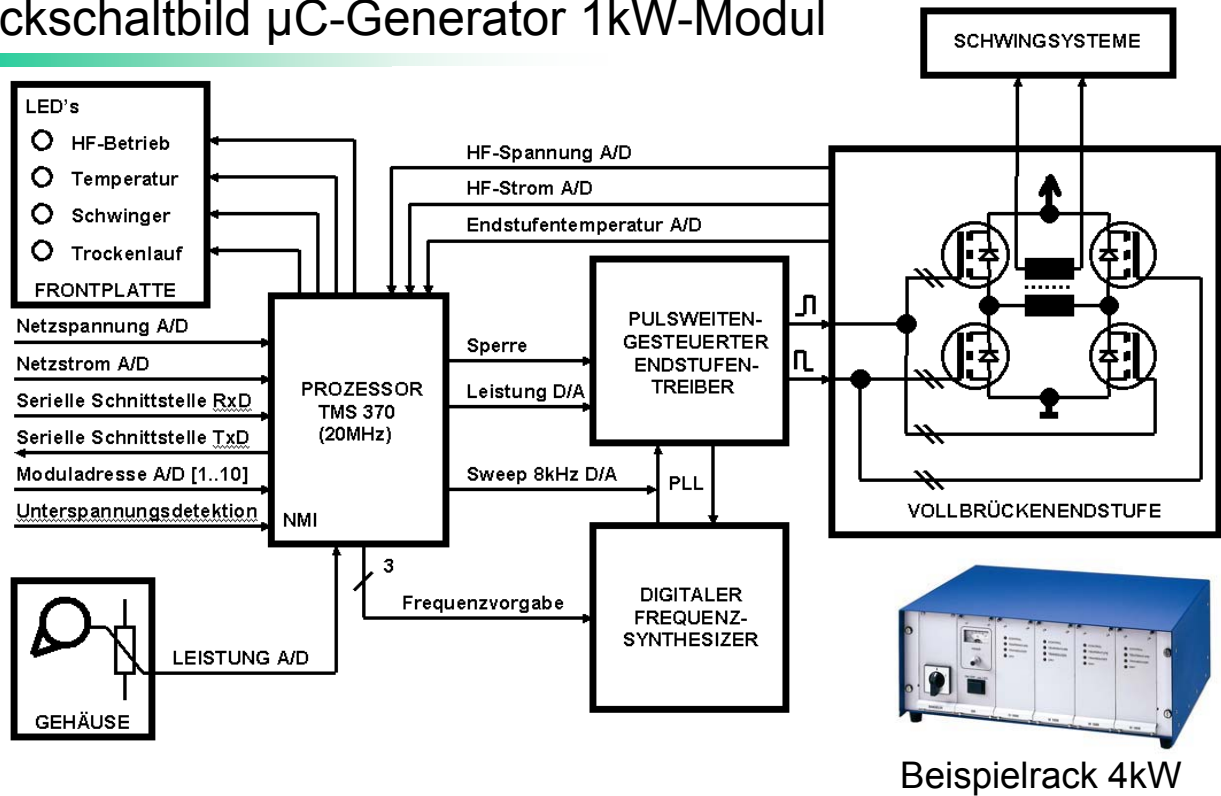 ckschaltbild µC-Generator 1kW-Modul
SCHWINGSYSTEME
LED's
HF-Betrieb
Temperatur
Schwinger
Trockenlauf
FRONTPLATTE
HF-Spannung A/D
HF-Strom A/D
Endstufentemperatur A/D
Netzspannung A/D
Netzstrom A/D
Serielle Schnittstelle RxD
Serielle Schnittstelle TxD
Moduladresse A/D [1..10]
Unterspannungsdetektion
PROZESSOR
TMS 370
(20MHz)
NMI
Sperre
Leistung D/A
Sweep 8kHz D/A
PULSWEITEN-
GESTEUERTER
ENDSTUFEN-
TREIBER
PLL
VOLLBRÜCKENENDSTUFE
3
Frequenzvorgabe
DIGITALER
FREQUENZ-
SYNTHESIZER
LEISTUNG A/D
GEHÄUSE
Beispielrack 4kW